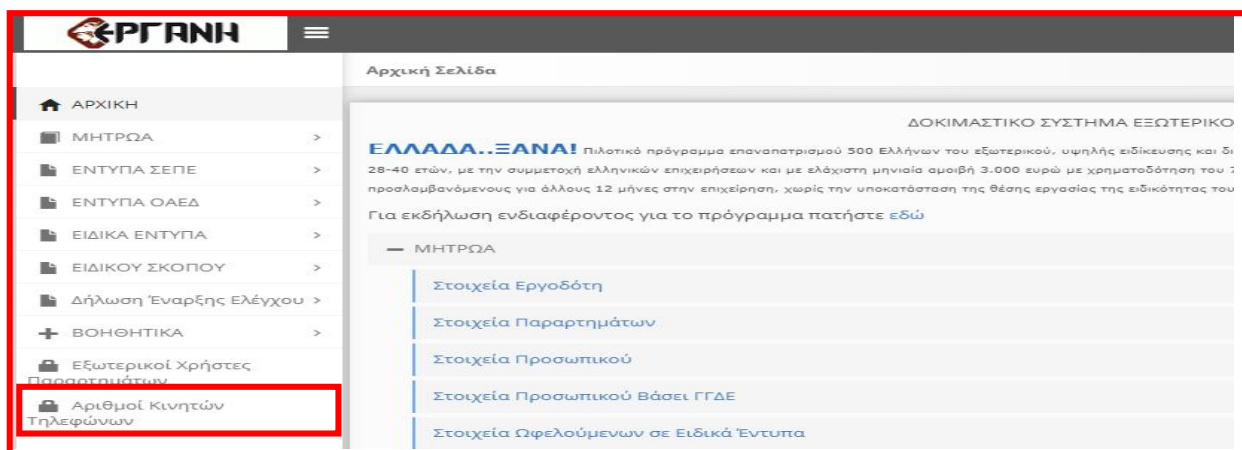 ΕΡΓΑΝΗ
Αρχική Σελίδα
ΑΡΧΙΚΗ
ΜΗΤΡΩΑ
ΕΝΤΥΠΑ ΣΕΠΕ
ΕΝΤΥΠΑ ΟΑΕΔ
ΕΙΔΙΚΑ ΕΝΤΥΠΑ
ΕΙΔΙΚΟΥ ΣΚΟΠΟΥ
Δήλωση Έναρξης Ελέγχου
ΒΟΗΘΗΤΙΚΑ
Εξωτερικοί Χρήστες
Παραρτημάτων
Αριθμοί Κινητών
Τηλεφώνων
ΔΟΚΙΜΑΣΤΙΚΟ ΣΥΣΤΗΜΑ ΕΞΩΤΕΡΙΚΟ
ΕΛΛΑΔΑ..ΞΑΝΑ! Πιλοτικό πρόγραμμα επαναπατρισμού 500 Ελλήνων του εξωτερικού, υψηλής ειδίκευσης και δι
28-40 ετών, με την συμμετοχή ελληνικών επιχειρήσεων και με ελάχιστη μηνιαία αμοιβή 3.000 ευρώ με χρηματοδότηση του 7
προσλαμβανόμενους για άλλους 12 μήνες στην επιχείρηση, χωρίς την υποκατάσταση της θέσης εργασίας της ειδικότητας του
Για εκδήλωση ενδιαφέροντος για το πρόγραμμα πατήστε εδώ
ΜΗΤΡΩΑ
Στοιχεία Εργοδότη
Στοιχεία Παραρτημάτων
Στοιχεία Προσωπικού
Στοιχεία Προσωπικού Βάσει ΓΓΔΕ
Στοιχεία Ωφελούμενων σε Ειδικά Έντυπα